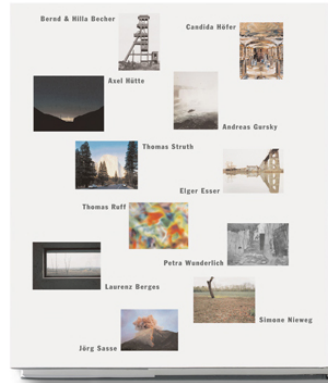 Bernd & Hilla Becher
Candida Höfer
Axel Hütte
Andreas Gursky
Thomas Struth
Elger Esser
Thomas Ruff
Petra Wunderlich
Laurenz Berges
Simone Nieweg
Jörg Sasse